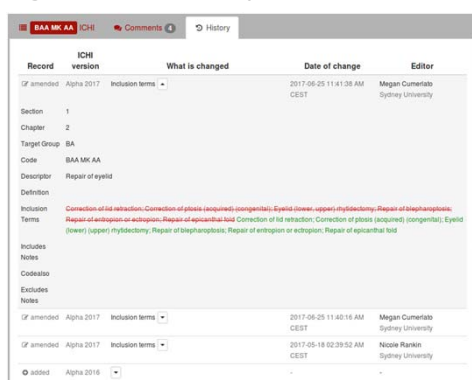 BAA MK AA ICHI Comments 4 History
Record ICHI version What is changed Date of change Editor
amended Alpha 2017 Inclusion terms 2017-06-25 11:41:38 AM CEST Megan Cumerlato Sydney University
Section 1
Chapter 2
Target Group BA
Code BAA MK AA
Descriptor Repair of eyelid
Definition
Inclusion Terms Correction of lid retraction; Correction of ptosis (acquired) (congenital); Eyelid (lower, upper) rhytidectomy; Repair of blepharoptosis;
Repair of entropion or ectropion; Repair of epicanthal fold Correction of lid retraction; Correction of ptosis (acquired) (congenital); Eyelid
(lower) (upper) rhytidectomy; Repair of blepharoptosis; Repair of entropion or ectropion; Repair of epicanthal fold
Includes Notes
Codealso
Excludes Notes
amended Alpha 2017 Inclusion terms 2017-06-25 11:40:16 AM CEST Megan Cumerlato Sydney University
amended Alpha 2017 Inclusion terms 2017-05-18 02:39:52 AM CEST Nicole Rankin Sydney University
added Alpha 2016 - -